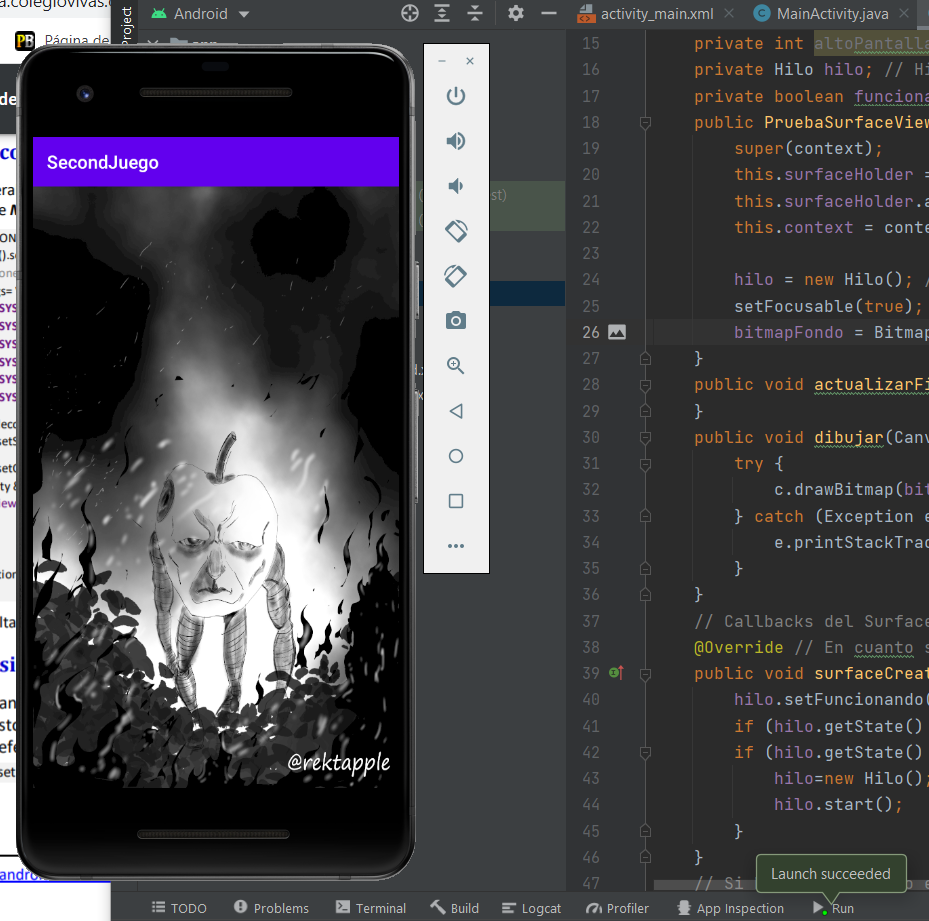 a.colegiovivas.
Página de
Project
Android
activity_main.xml
MainActivity.java
SecondJuego
@rektapple
15 private int altoPantalla
16 private Hilo hilo; // Hi
17 private boolean funciona
18 public PruebaSurfaceView
19 super(context);
20 this.surfaceHolder =
21 this.surfaceHolder.a
22 this.context = conte
23
24 hilo = new Hilo(); /
25 setFocusable(true);
26 bitmapFondo = Bitmap
27 }
28 public void actualizarFí
29 }
30 public void dibujar(Canv
31 try {
32 c.drawBitmap(bit
33 } catch (Exception e
34 e.printStackTrac
35 }
36 }
37 // Callbacks del Surface
38 @Override // En cuanto s
39 public void surfaceCreat
40 hilo.setFuncionando(
41 if (hilo.getState()
42 if (hilo.getState()
43 hilo=new Hilo();
44 hilo.start();
45 }
46 }
47 // Si
Launch succeeded
TODO
Problems
Terminal
Build
Logcat
Profiler
App Inspection
Run